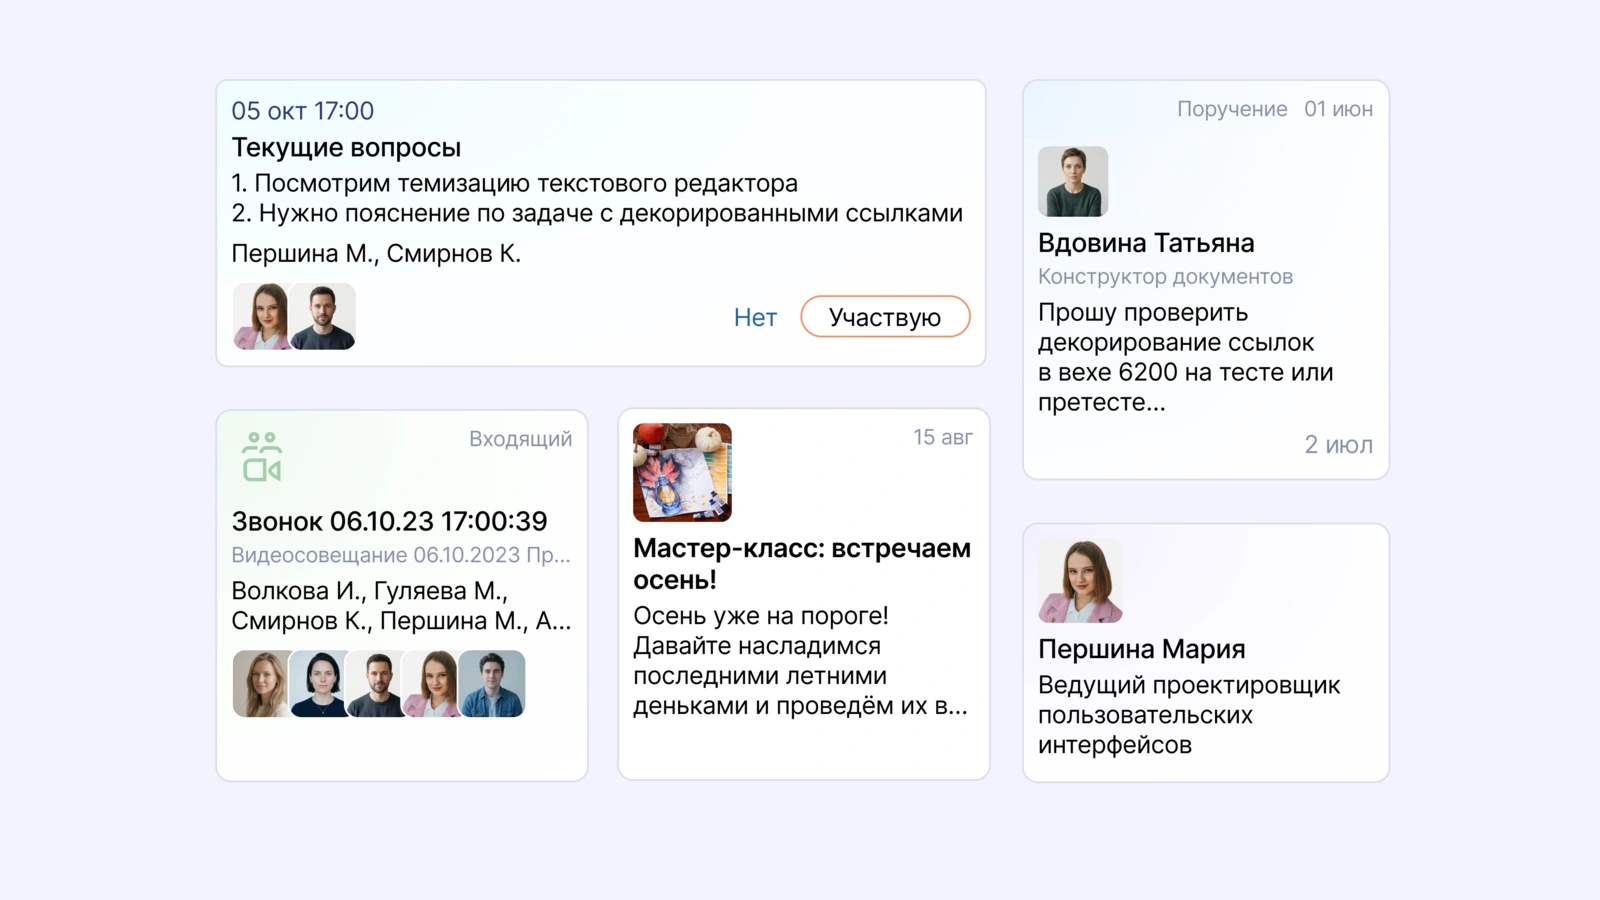 05 окт 17:00
Текущие вопросы
1. Посмотрим темизацию текстового редактора
2. Нужно пояснение по задаче с декорированными ссылками
Першина М., Смирнов К.
Нет
Участвую
Поручение 01 июн
Вдовина Татьяна
Конструктор документов
Прошу проверить
декорирование ссылок
в вехе 6200 на тесте или
претесте...
2 июл
Входящий
Звонок 06.10.23 17:00:39
Видеосовещание 06.10.2023 Пр...
Волкова И., Гуляева М.,
Смирнов К., Першина М., А...
15 авг
Мастер-класс: встречаем
осень!
Осень уже на пороге!
Давайте насладимся
последними летними
деньками и проведём их в...
Першина Мария
Ведущий проектировщик
пользовательских
интерфейсов